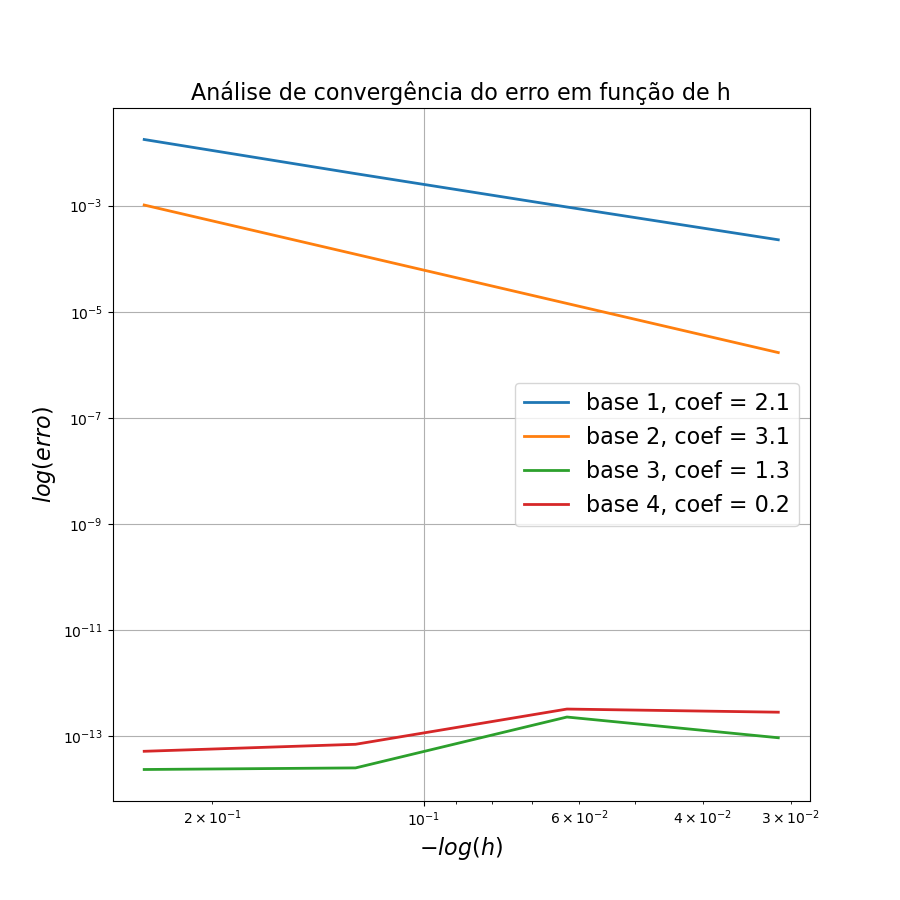 Análise de convergência do erro em função de h
log(erro)
10⁻³
10⁻⁵
10⁻⁷
10⁻⁹
10⁻¹¹
10⁻¹³
base 1, coef = 2.1
base 2, coef = 3.1
base 3, coef = 1.3
base 4, coef = 0.2
2 × 10⁻¹ 10⁻¹ 6 × 10⁻² 4 × 10⁻² 3 × 10⁻²
−log(h)